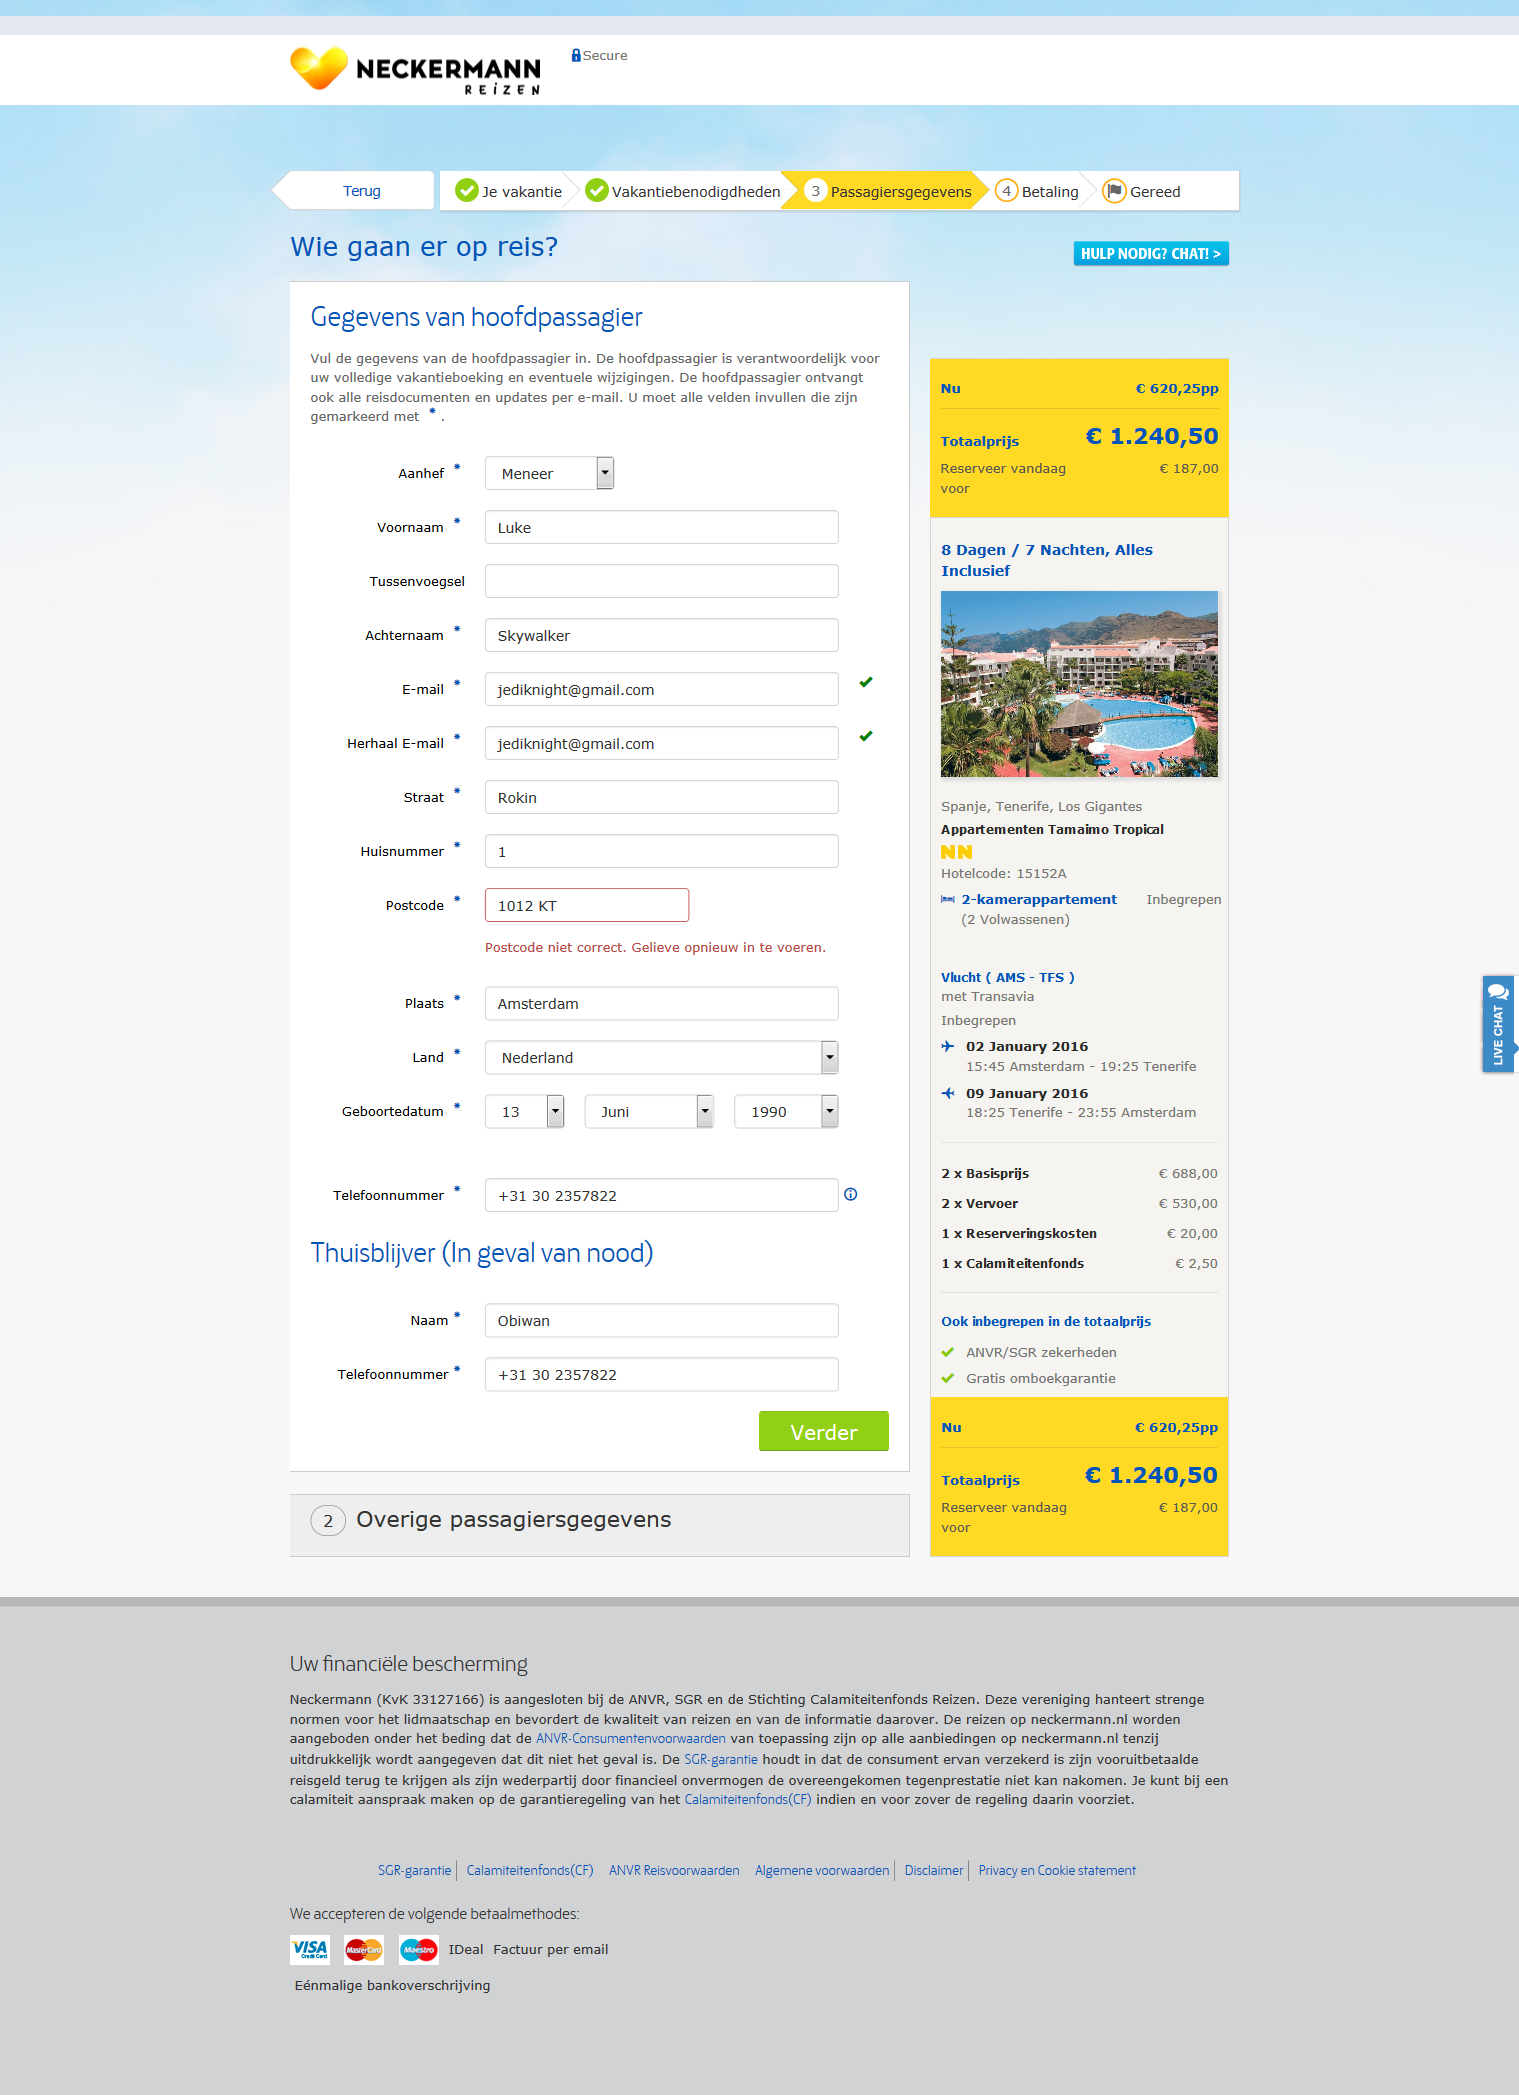 NECKERMANN
REIZEN
Secure
Terug
Je vakantie
Vakantiebenodigdheden
3 Passagiersgegevens
4 Betaling
Gereed
Wie gaan er op reis?
HULP NODIG? CHAT! >
Gegevens van hoofdpassagier
Vul de gegevens van de hoofdpassagier in. De hoofdpassagier is verantwoordelijk voor
uw volledige vakantieboeking en eventuele wijzigingen. De hoofdpassagier ontvangt
ook alle reisdocumenten en updates per e-mail. U moet alle velden invullen die zijn
gemarkeerd met * .
Aanhef * Meneer
Voornaam * Luke
Tussenvoegsel
Achternaam * Skywalker
E-mail * jediknight@gmail.com
Herhaal E-mail * jediknight@gmail.com
Straat * Rokin
Huisnummer * 1
Postcode * 1012 KT
Postcode niet correct. Gelieve opnieuw in te voeren.
Plaats * Amsterdam
Land * Nederland
Geboortedatum * 13 Juni 1990
Telefoonnummer * +31 30 2357822
Thuisblijver (In geval van nood)
Naam * Obiwan
Telefoonnummer * +31 30 2357822
Verder
2 Overige passagiersgegevens
Nu € 620,25pp
Totaalprijs € 1.240,50
Reserveer vandaag € 187,00
voor
8 Dagen / 7 Nachten, Alles
Inclusief
Spanje, Tenerife, Los Gigantes
Appartementen Tamaimo Tropical
NN
Hotelcode: 15152A
2-kamerappartement Inbegrepen
(2 Volwassenen)
Vlucht ( AMS - TFS )
met Transavia
Inbegrepen
02 January 2016
15:45 Amsterdam - 19:25 Tenerife
09 January 2016
18:25 Tenerife - 23:55 Amsterdam
2 x Basisprijs € 688,00
2 x Vervoer € 530,00
1 x Reserveringskosten € 20,00
1 x Calamiteitenfonds € 2,50
Ook inbegrepen in de totaalprijs
ANVR/SGR zekerheden
Gratis omboekgarantie
Nu € 620,25pp
Totaalprijs € 1.240,50
Reserveer vandaag € 187,00
voor
LIVE CHAT
Uw financiële bescherming
Neckermann (KvK 33127166) is aangesloten bij de ANVR, SGR en de Stichting Calamiteitenfonds Reizen. Deze vereniging hanteert strenge
normen voor het lidmaatschap en bevordert de kwaliteit van reizen en van de informatie daarover. De reizen op neckermann.nl worden
aangeboden onder het beding dat de ANVR-Consumentenvoorwaarden van toepassing zijn op alle aanbiedingen op neckermann.nl tenzij
uitdrukkelijk wordt aangegeven dat dit niet het geval is. De SGR-garantie houdt in dat de consument ervan verzekerd is zijn vooruitbetaalde
reisgeld terug te krijgen als zijn wederpartij door financieel onvermogen de overeengekomen tegenprestatie niet kan nakomen. Je kunt bij een
calamiteit aanspraak maken op de garantieregeling van het Calamiteitenfonds(CF) indien en voor zover de regeling daarin voorziet.
SGR-garantie Calamiteitenfonds(CF) ANVR Reisvoorwaarden Algemene voorwaarden Disclaimer Privacy en Cookie statement
We accepteren de volgende betaalmethodes:
VISA Credit Card MasterCard Maestro IDeal Factuur per email
Eénmalige bankoverschrijving